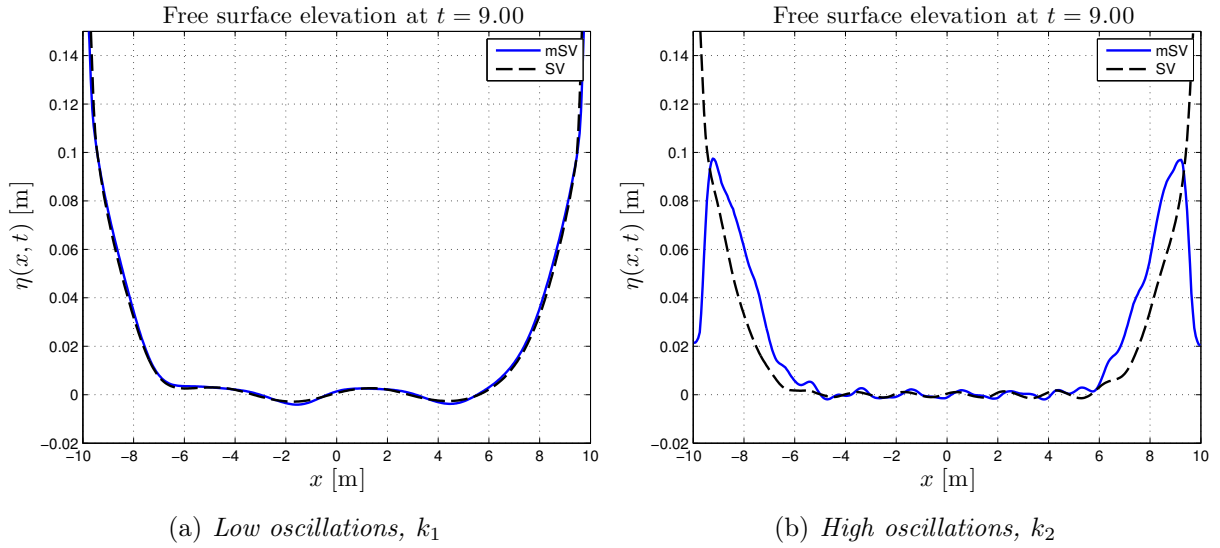 Free surface elevation at t = 9.00
mSV
SV
0.14
0.12
0.1
0.08
0.06
0.04
0.02
0
−0.02
η(x, t) [m]
−10 −8 −6 −4 −2 0 2 4 6 8 10
x [m]
(a) Low oscillations, k₁
Free surface elevation at t = 9.00
mSV
SV
0.14
0.12
0.1
0.08
0.06
0.04
0.02
0
−0.02
η(x, t) [m]
−10 −8 −6 −4 −2 0 2 4 6 8 10
x [m]
(b) High oscillations, k₂